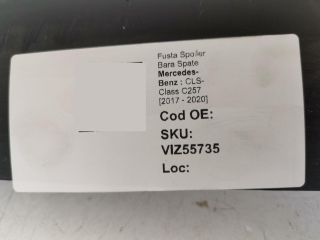 Fusta Spoiler
Bara Spate
Mercedes-
Benz : CLS-
Class C257
[2017 - 2020]
Cod OE:
SKU:
VIZ55735
Loc: